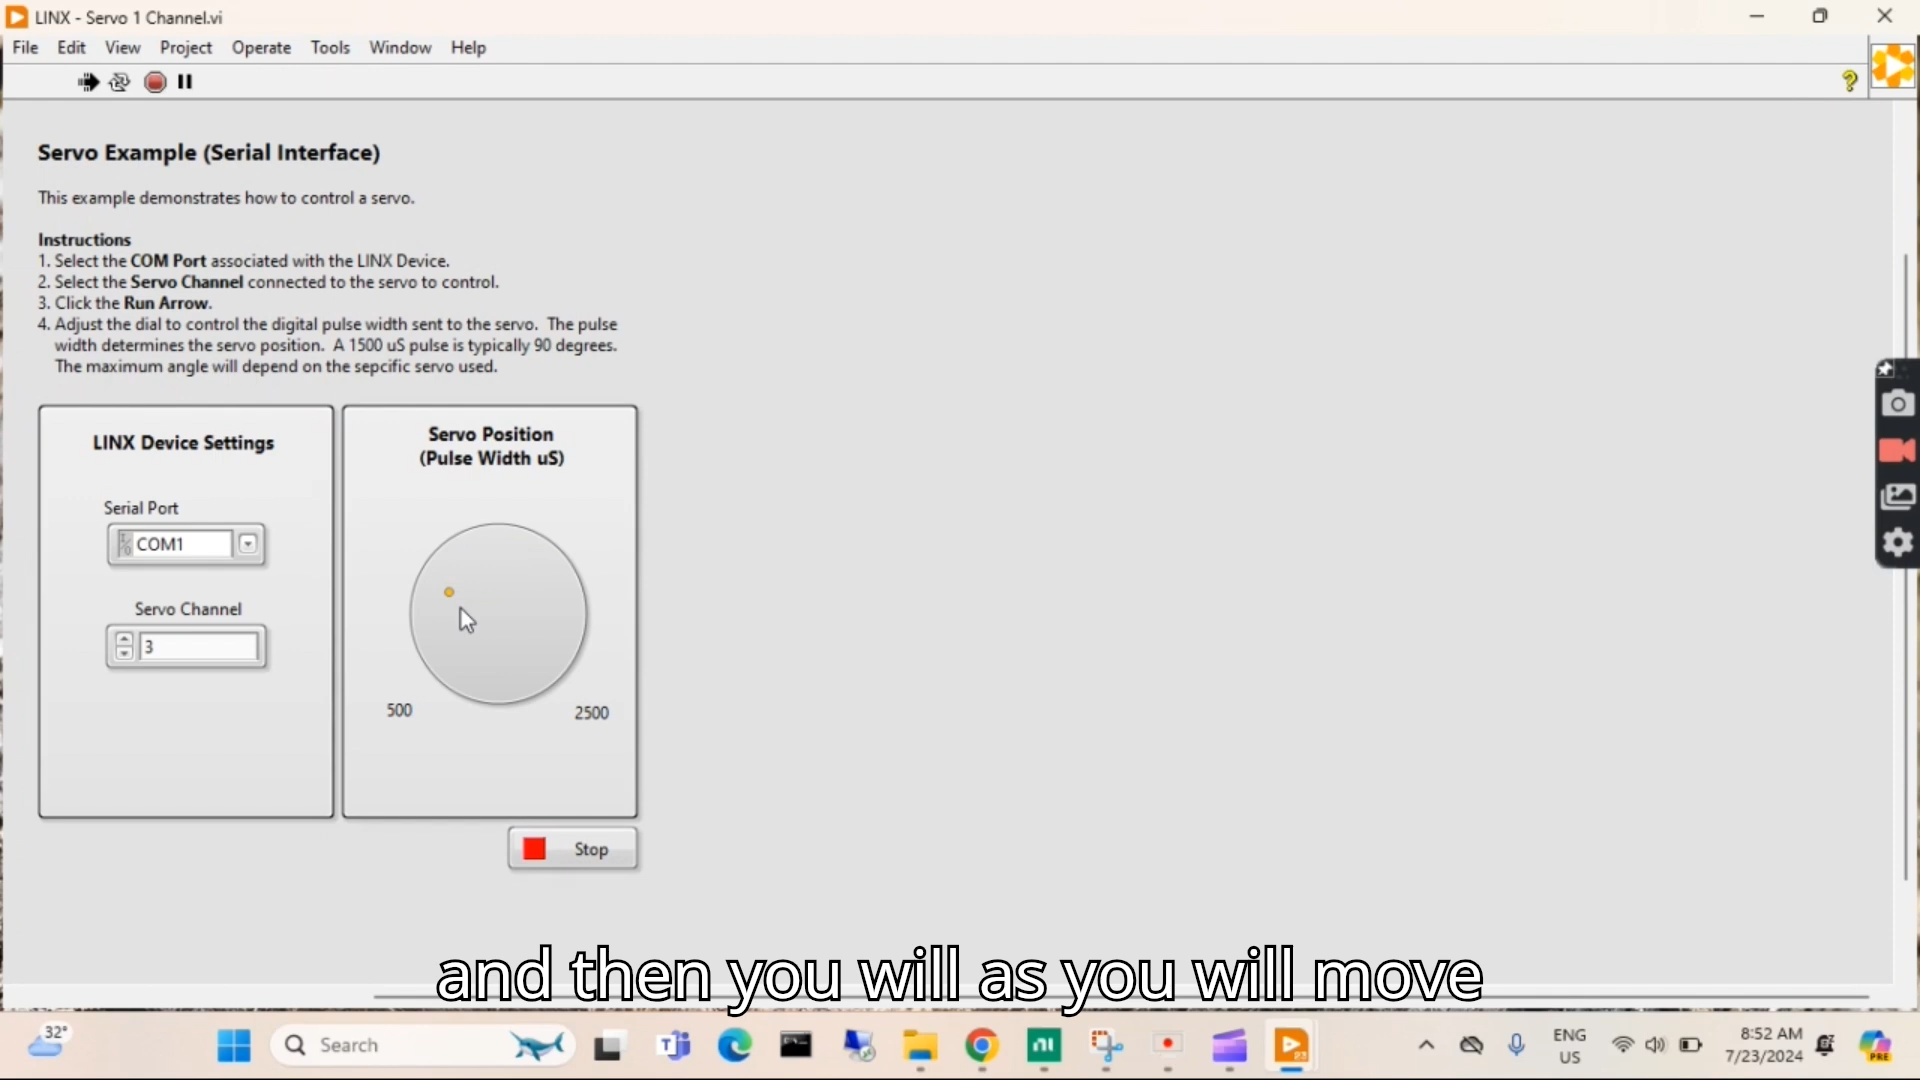 LINX - Servo 1 Channel.vi
File Edit View Project Operate Tools Window Help
Servo Example (Serial Interface)
This example demonstrates how to control a servo.
Instructions
1. Select the COM Port associated with the LINX Device.
2. Select the Servo Channel connected to the servo to control.
3. Click the Run Arrow.
4. Adjust the dial to control the digital pulse width sent to the servo. The pulse
width determines the servo position. A 1500 uS pulse is typically 90 degrees.
The maximum angle will depend on the sepcific servo used.
LINX Device Settings
Serial Port
COM1
Servo Channel
3
Servo Position
(Pulse Width uS)
500
2500
Stop
and then you will as you will move
32°
Search
ENG
US
8:52 AM
7/23/2024
PRE